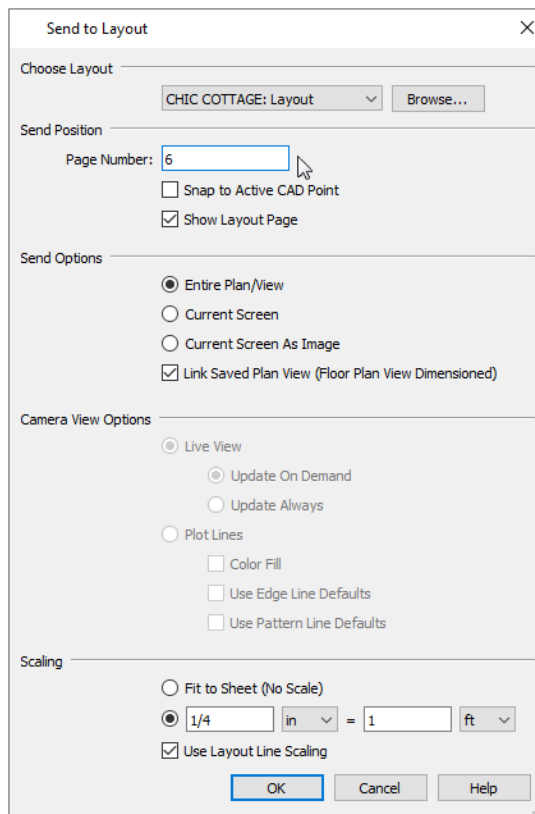 Send to Layout
Choose Layout
CHIC COTTAGE: Layout Browse...
Send Position
Page Number: 6
Snap to Active CAD Point
Show Layout Page
Send Options
Entire Plan/View
Current Screen
Current Screen As Image
Link Saved Plan View (Floor Plan View Dimensioned)
Camera View Options
Live View
Update On Demand
Update Always
Plot Lines
Color Fill
Use Edge Line Defaults
Use Pattern Line Defaults
Scaling
Fit to Sheet (No Scale)
1/4 in = 1 ft
Use Layout Line Scaling
OK Cancel Help